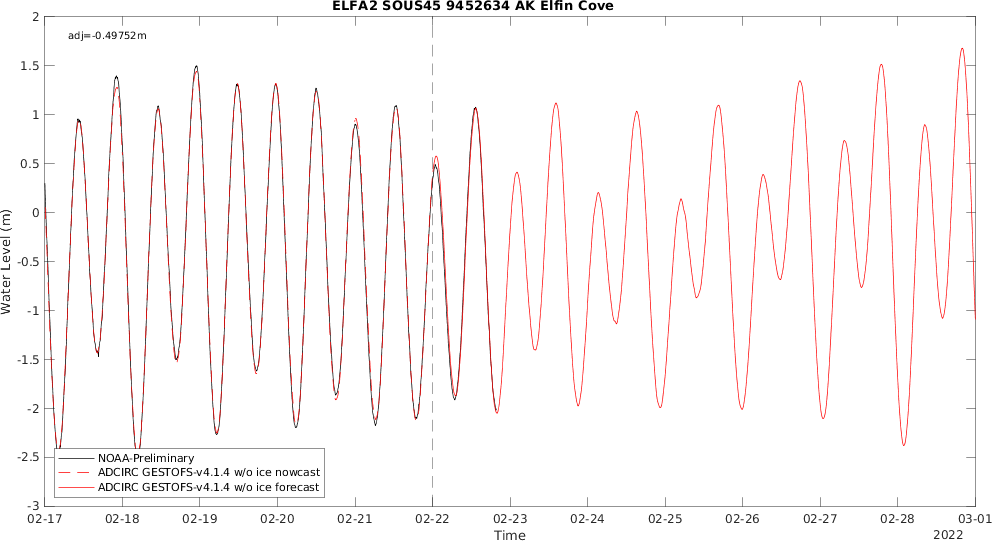 ELFA2 SOUS45 9452634 AK Elfin Cove
adj=-0.49752m
2
1.5
1
0.5
0
-0.5
-1
-1.5
-2
-2.5
-3
Water Level (m)
NOAA-Preliminary
ADCIRC GESTOFS-v4.1.4 w/o ice nowcast
ADCIRC GESTOFS-v4.1.4 w/o ice forecast
02-17 02-18 02-19 02-20 02-21 02-22 02-23 02-24 02-25 02-26 02-27 02-28 03-01
Time
2022